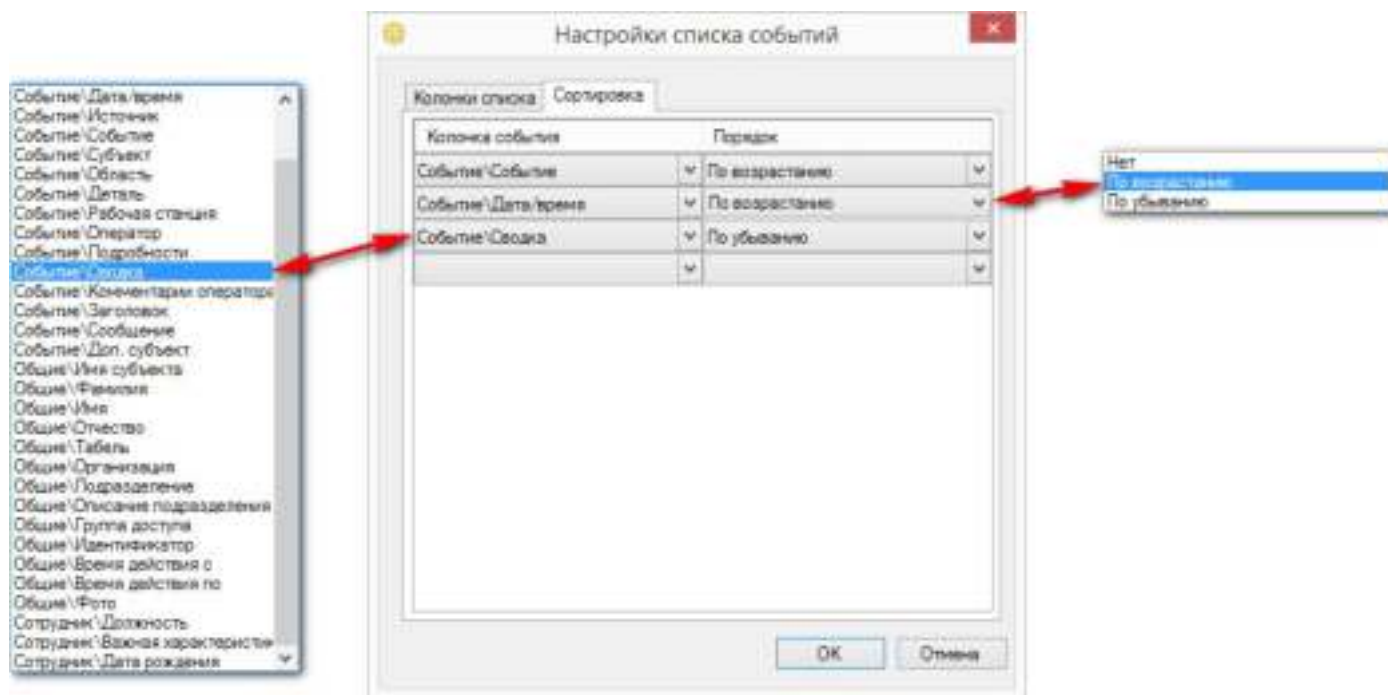 Настройки списка событий
Событие\Дата/время
Событие\Источник
Событие\Событие
Событие\Субъект
Событие\Область
Событие\Деталь
Событие\Рабочая станция
Событие\Оператор
Событие\Подробности
Событие\Сводка
Событие\Комментарии оператора
Событие\Заголовок
Событие\Сообщение
Событие\Доп. субъект
Общие\Имя субъекта
Общие\Фамилия
Общие\Имя
Общие\Отчество
Общие\Табель
Общие\Организация
Общие\Подразделение
Общие\Описание подразделения
Общие\Группа доступа
Общие\Идентификатор
Общие\Время действия с
Общие\Время действия по
Общие\Фото
Сотрудник\Должность
Сотрудник\Важная характеристик
Сотрудник\Дата рождения
Колонки списка Сортировка
Колонка события Порядок
Событие\Событие По возрастанию
Событие\Дата/время По возрастанию
Событие\Сводка По убыванию
OK Отмена
Нет
По возрастанию
По убыванию